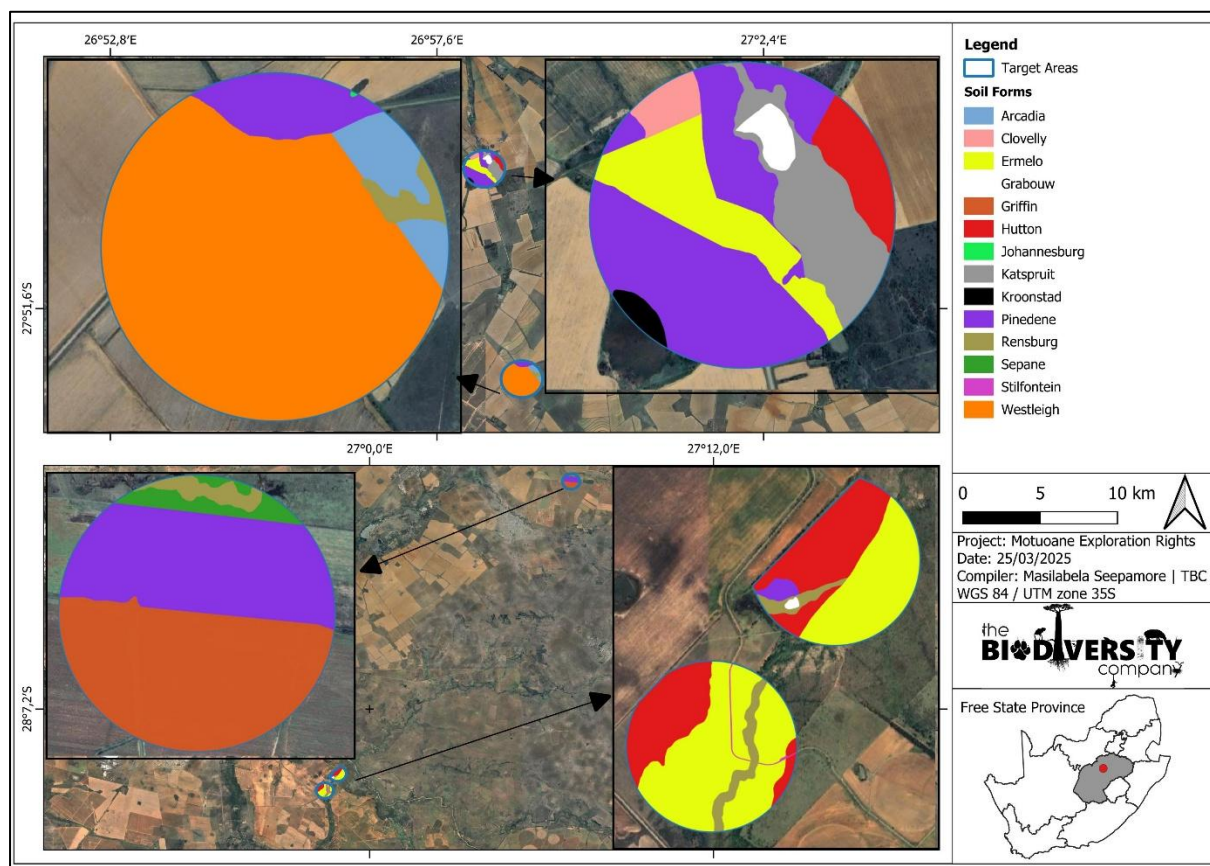 26°52,8'E 26°57,6'E 27°2,4'E
27°51,6'S
27°0,0'E 27°12,0'E
28°7,2'S
Legend
Target Areas
Soil Forms
Arcadia
Clovelly
Ermelo
Grabouw
Griffin
Hutton
Johannesburg
Katspruit
Kroonstad
Pinedene
Rensburg
Sepane
Stilfontein
Westleigh
0 5 10 km
Project: Motuoane Exploration Rights
Date: 25/03/2025
Compiler: Masilabela Seepamore | TBC
WGS 84 / UTM zone 35S
the
BIODIVERSITY
company
Free State Province